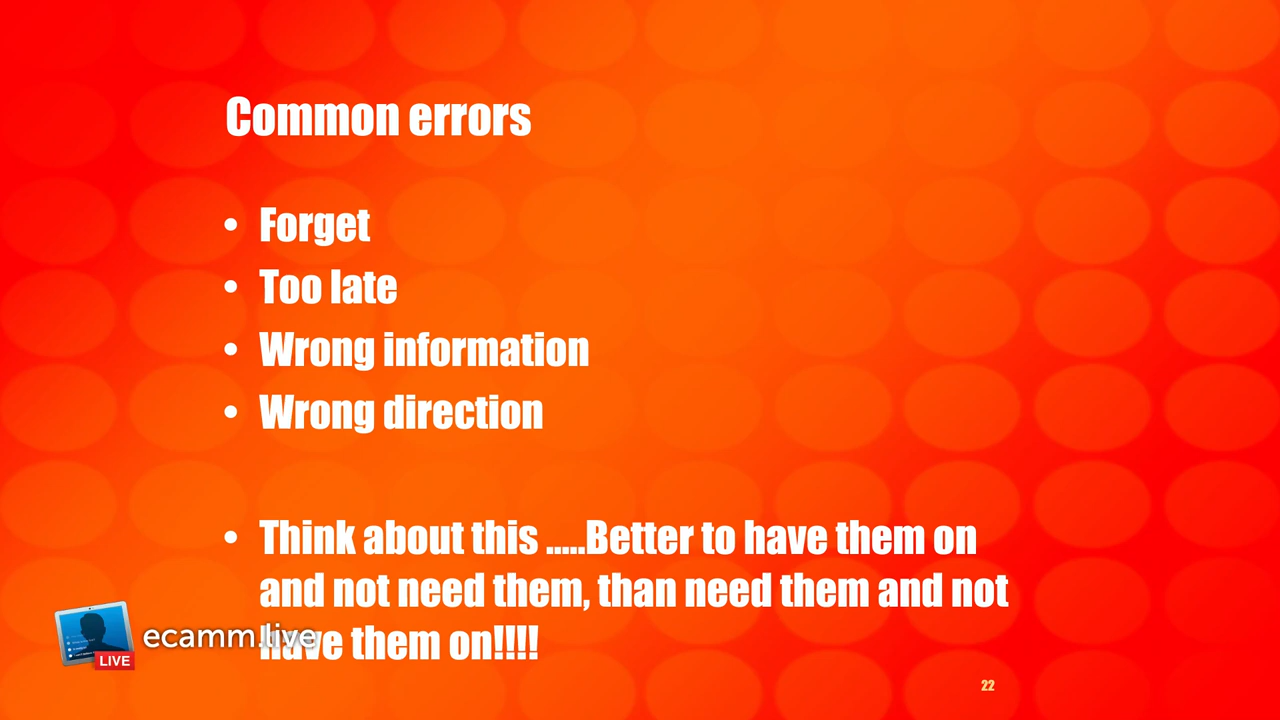 Common errors
• Forget
• Too late
• Wrong information
• Wrong direction
• Think about this .....Better to have them on
and not need them, than need them and not
have them on!!!!
ecamm.live
LIVE
22